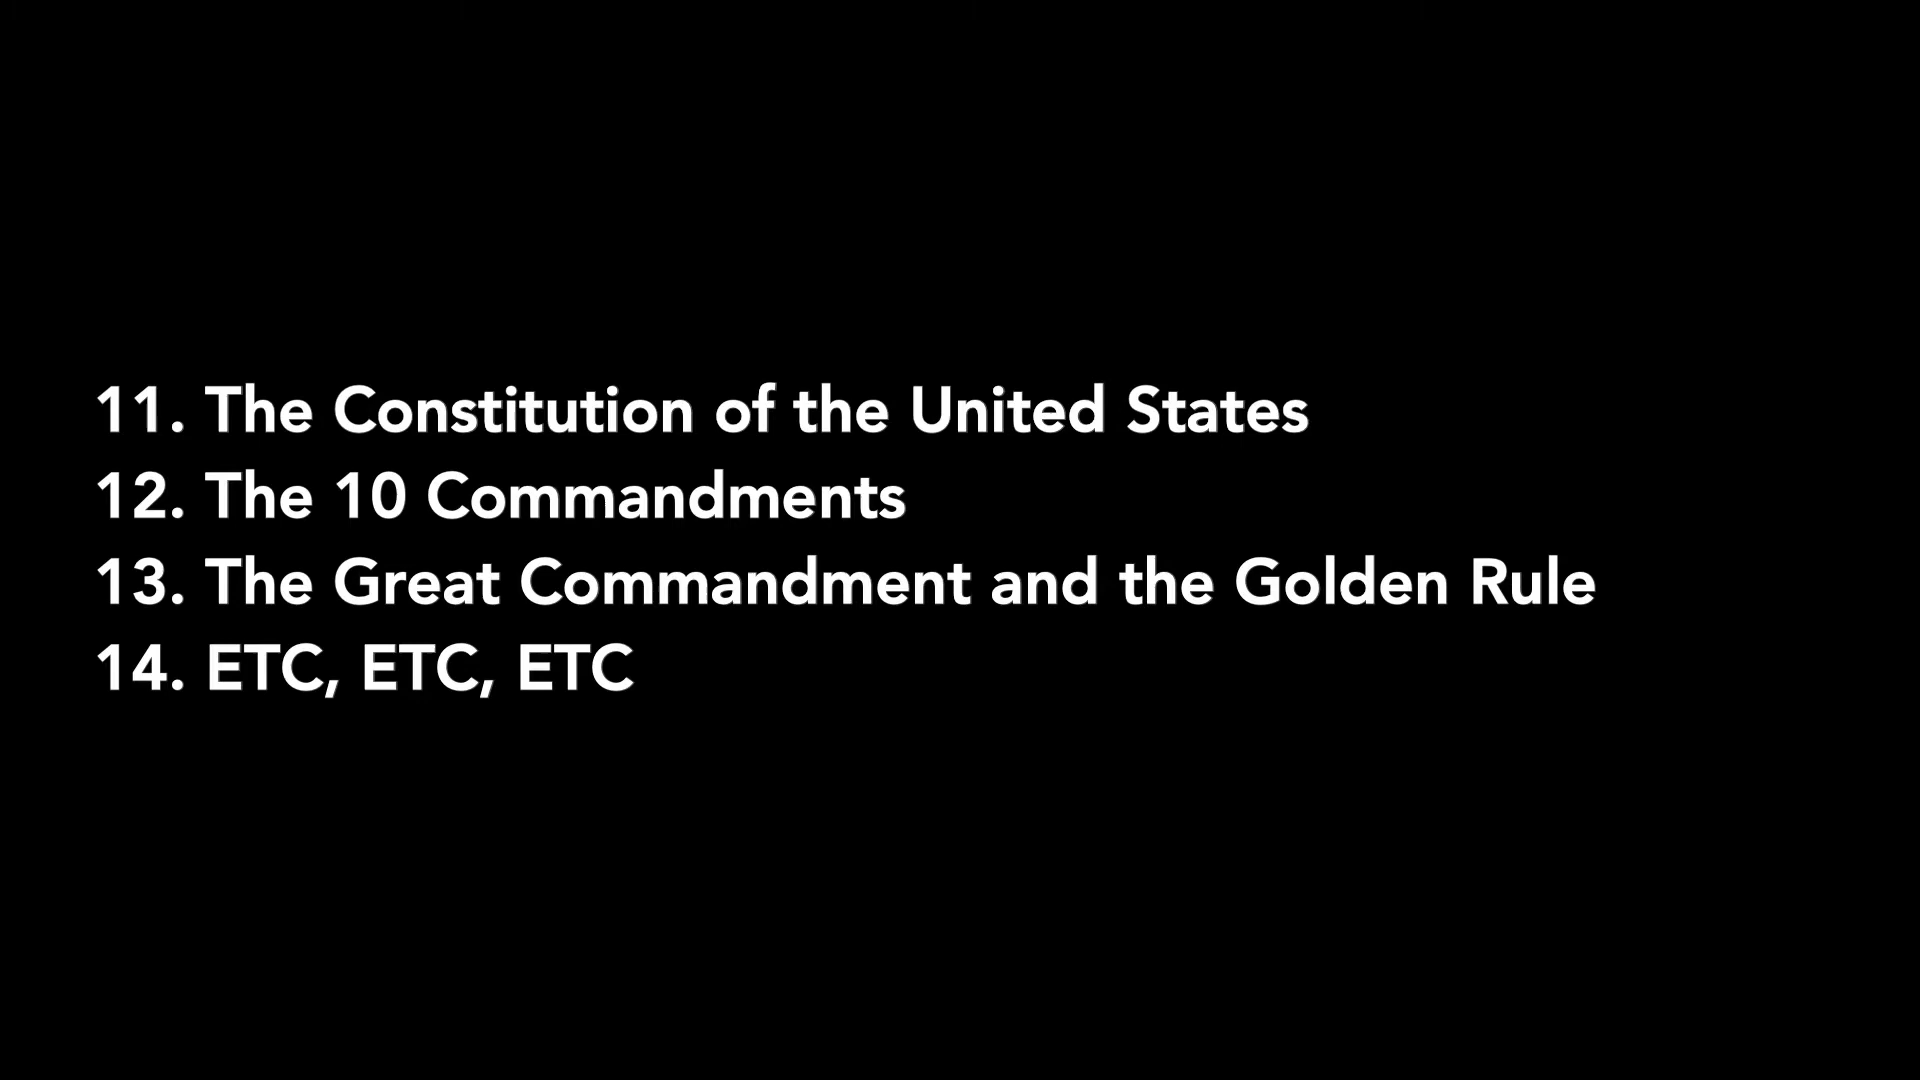 11. The Constitution of the United States
12. The 10 Commandments
13. The Great Commandment and the Golden Rule
14. ETC, ETC, ETC